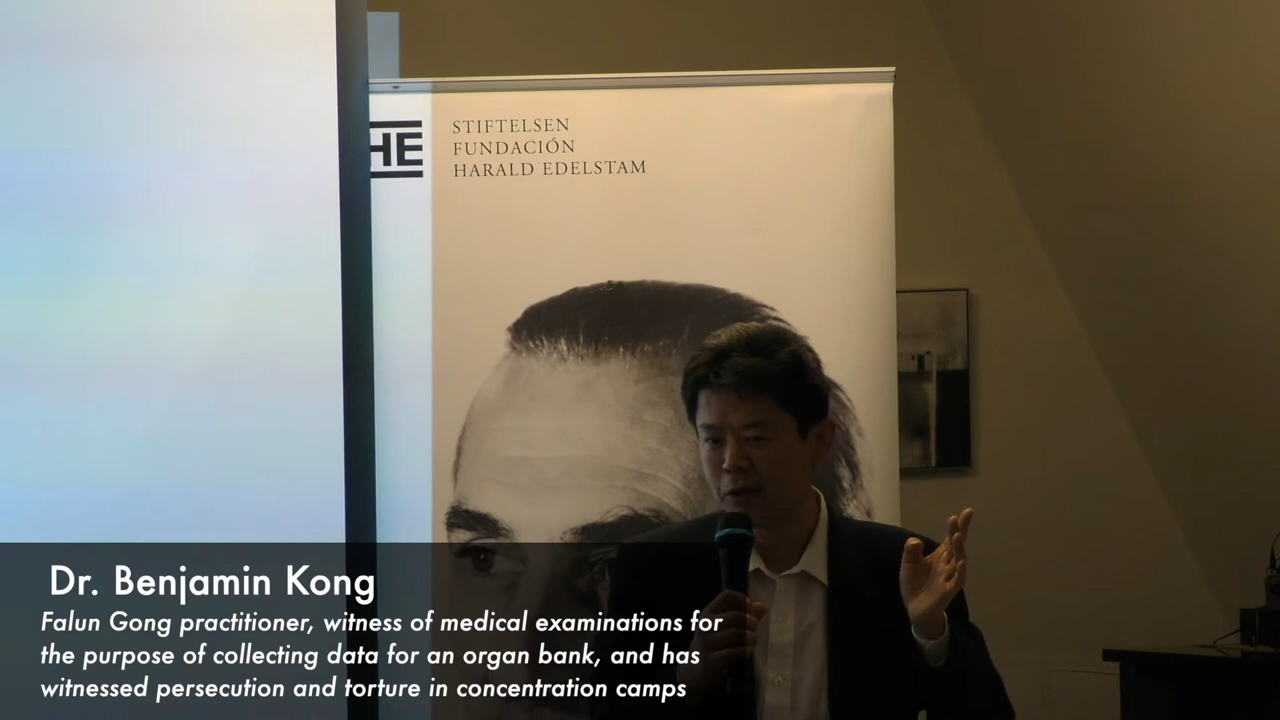 HE
STIFTELSEN
FUNDACIÓN
HARALD EDELSTAM
Dr. Benjamin Kong
Falun Gong practitioner, witness of medical examinations for
the purpose of collecting data for an organ bank, and has
witnessed persecution and torture in concentration camps